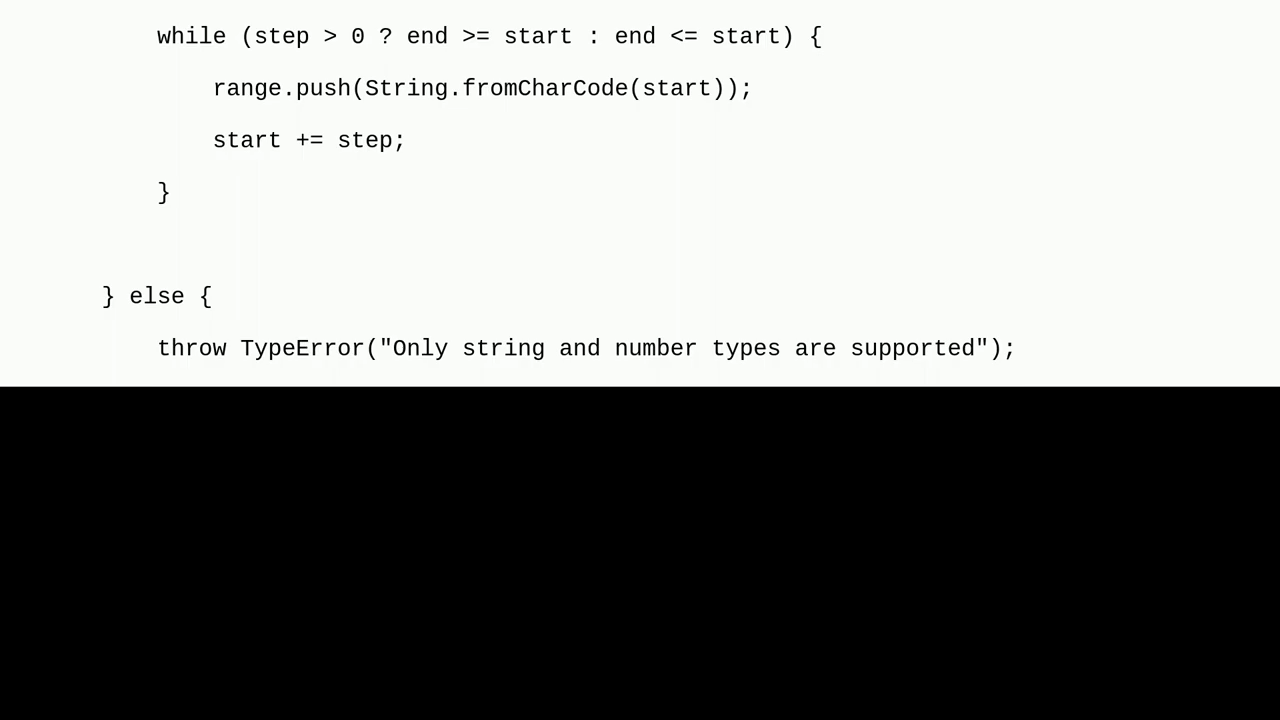 while (step > 0 ? end >= start : end <= start) {
range.push(String.fromCharCode(start));
start += step;
}
} else {
throw TypeError("Only string and number types are supported");